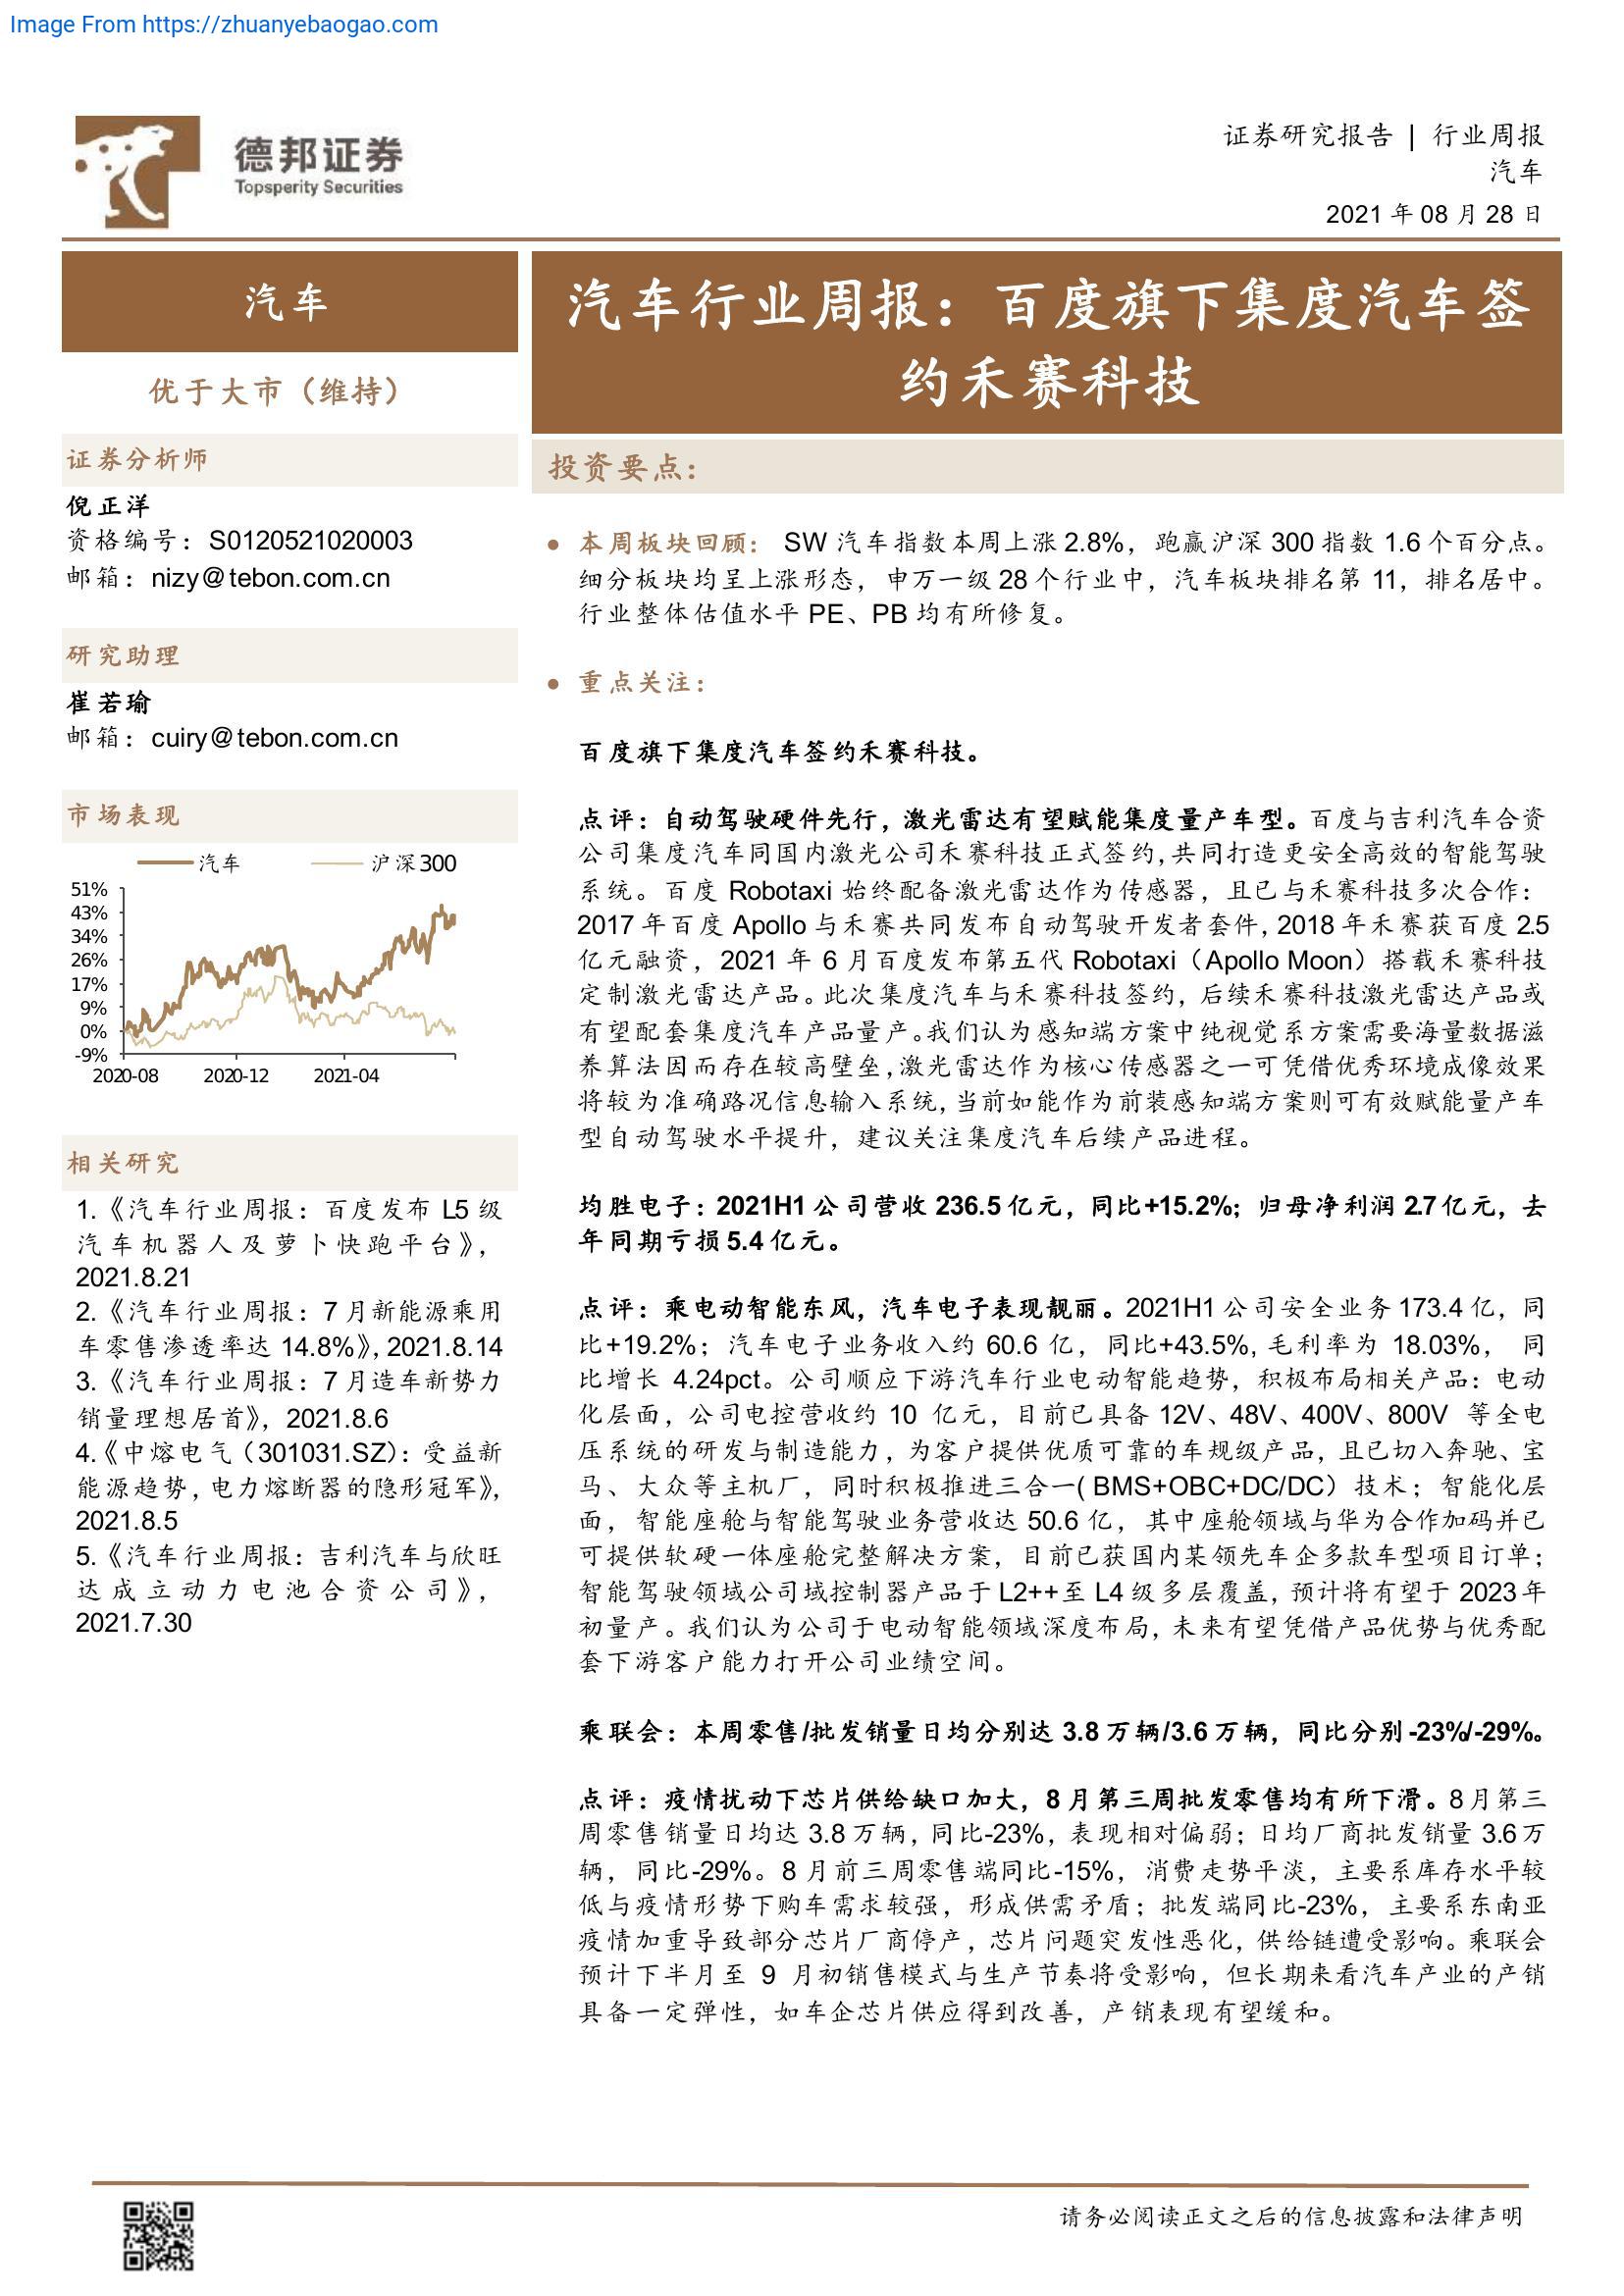 Image From https://zhuanyebaogao.com
德邦证券
Topsperity Securities
证券研究报告 | 行业周报
汽车
2021 年 08 月 28 日
汽车
优于大市（维持）
证券分析师
倪正洋
资格编号：S0120521020003
邮箱：nizy@tebon.com.cn
研究助理
崔若瑜
邮箱：cuiry@tebon.com.cn
市场表现
汽车 沪深300
51%
43%
34%
26%
17%
9%
0%
-9%
2020-08 2020-12 2021-04
相关研究
1.《汽车行业周报：百度发布 L5 级
汽车机器人及萝卜快跑平台》，
2021.8.21
2.《汽车行业周报：7 月新能源乘用
车零售渗透率达 14.8%》，2021.8.14
3.《汽车行业周报：7 月造车新势力
销量理想居首》，2021.8.6
4.《中熔电气（301031.SZ）：受益新
能源趋势，电力熔断器的隐形冠军》，
2021.8.5
5.《汽车行业周报：吉利汽车与欣旺
达成立动力电池合资公司》，
2021.7.30
汽车行业周报：百度旗下集度汽车签
约禾赛科技
投资要点：
● 本周板块回顾： SW 汽车指数本周上涨 2.8%，跑赢沪深 300 指数 1.6 个百分点。
细分板块均呈上涨形态，申万一级 28 个行业中，汽车板块排名第 11，排名居中。
行业整体估值水平 PE、PB 均有所修复。
● 重点关注：
百度旗下集度汽车签约禾赛科技。
点评：自动驾驶硬件先行，激光雷达有望赋能集度量产车型。百度与吉利汽车合资
公司集度汽车同国内激光公司禾赛科技正式签约，共同打造更安全高效的智能驾驶
系统。百度 Robotaxi 始终配备激光雷达作为传感器，且已与禾赛科技多次合作：
2017 年百度 Apollo 与禾赛共同发布自动驾驶开发者套件，2018 年禾赛获百度 2.5
亿元融资，2021 年 6 月百度发布第五代 Robotaxi（Apollo Moon）搭载禾赛科技
定制激光雷达产品。此次集度汽车与禾赛科技签约，后续禾赛科技激光雷达产品或
有望配套集度汽车产品量产。我们认为感知端方案中纯视觉系方案需要海量数据滋
养算法因而存在较高壁垒，激光雷达作为核心传感器之一可凭借优秀环境成像效果
将较为准确路况信息输入系统，当前如能作为前装感知端方案则可有效赋能量产车
型自动驾驶水平提升，建议关注集度汽车后续产品进程。
均胜电子：2021H1 公司营收 236.5 亿元，同比+15.2%；归母净利润 2.7 亿元，去
年同期亏损 5.4 亿元。
点评：乘电动智能东风，汽车电子表现靓丽。2021H1 公司安全业务 173.4 亿，同
比+19.2%；汽车电子业务收入约 60.6 亿，同比+43.5%，毛利率为 18.03%， 同
比增长 4.24pct。公司顺应下游汽车行业电动智能趋势，积极布局相关产品：电动
化层面，公司电控营收约 10 亿元，目前已具备 12V、48V、400V、800V 等全电
压系统的研发与制造能力，为客户提供优质可靠的车规级产品，且已切入奔驰、宝
马、大众等主机厂，同时积极推进三合一( BMS+OBC+DC/DC）技术；智能化层
面，智能座舱与智能驾驶业务营收达 50.6 亿，其中座舱领域与华为合作加码并已
可提供软硬一体座舱完整解决方案，目前已获国内某领先车企多款车型项目订单；
智能驾驶领域公司域控制器产品于 L2++至 L4 级多层覆盖，预计将有望于 2023 年
初量产。我们认为公司于电动智能领域深度布局，未来有望凭借产品优势与优秀配
套下游客户能力打开公司业绩空间。
乘联会：本周零售/批发销量日均分别达 3.8 万辆/3.6 万辆，同比分别-23%/-29%。
点评：疫情扰动下芯片供给缺口加大，8 月第三周批发零售均有所下滑。8 月第三
周零售销量日均达 3.8 万辆，同比-23%，表现相对偏弱；日均厂商批发销量 3.6 万
辆，同比-29%。8 月前三周零售端同比-15%，消费走势平淡，主要系库存水平较
低与疫情形势下购车需求较强，形成供需矛盾；批发端同比-23%，主要系东南亚
疫情加重导致部分芯片厂商停产，芯片问题突发性恶化，供给链遭受影响。乘联会
预计下半月至 9 月初销售模式与生产节奏将受影响，但长期来看汽车产业的产销
具备一定弹性，如车企芯片供应得到改善，产销表现有望缓和。
请务必阅读正文之后的信息披露和法律声明